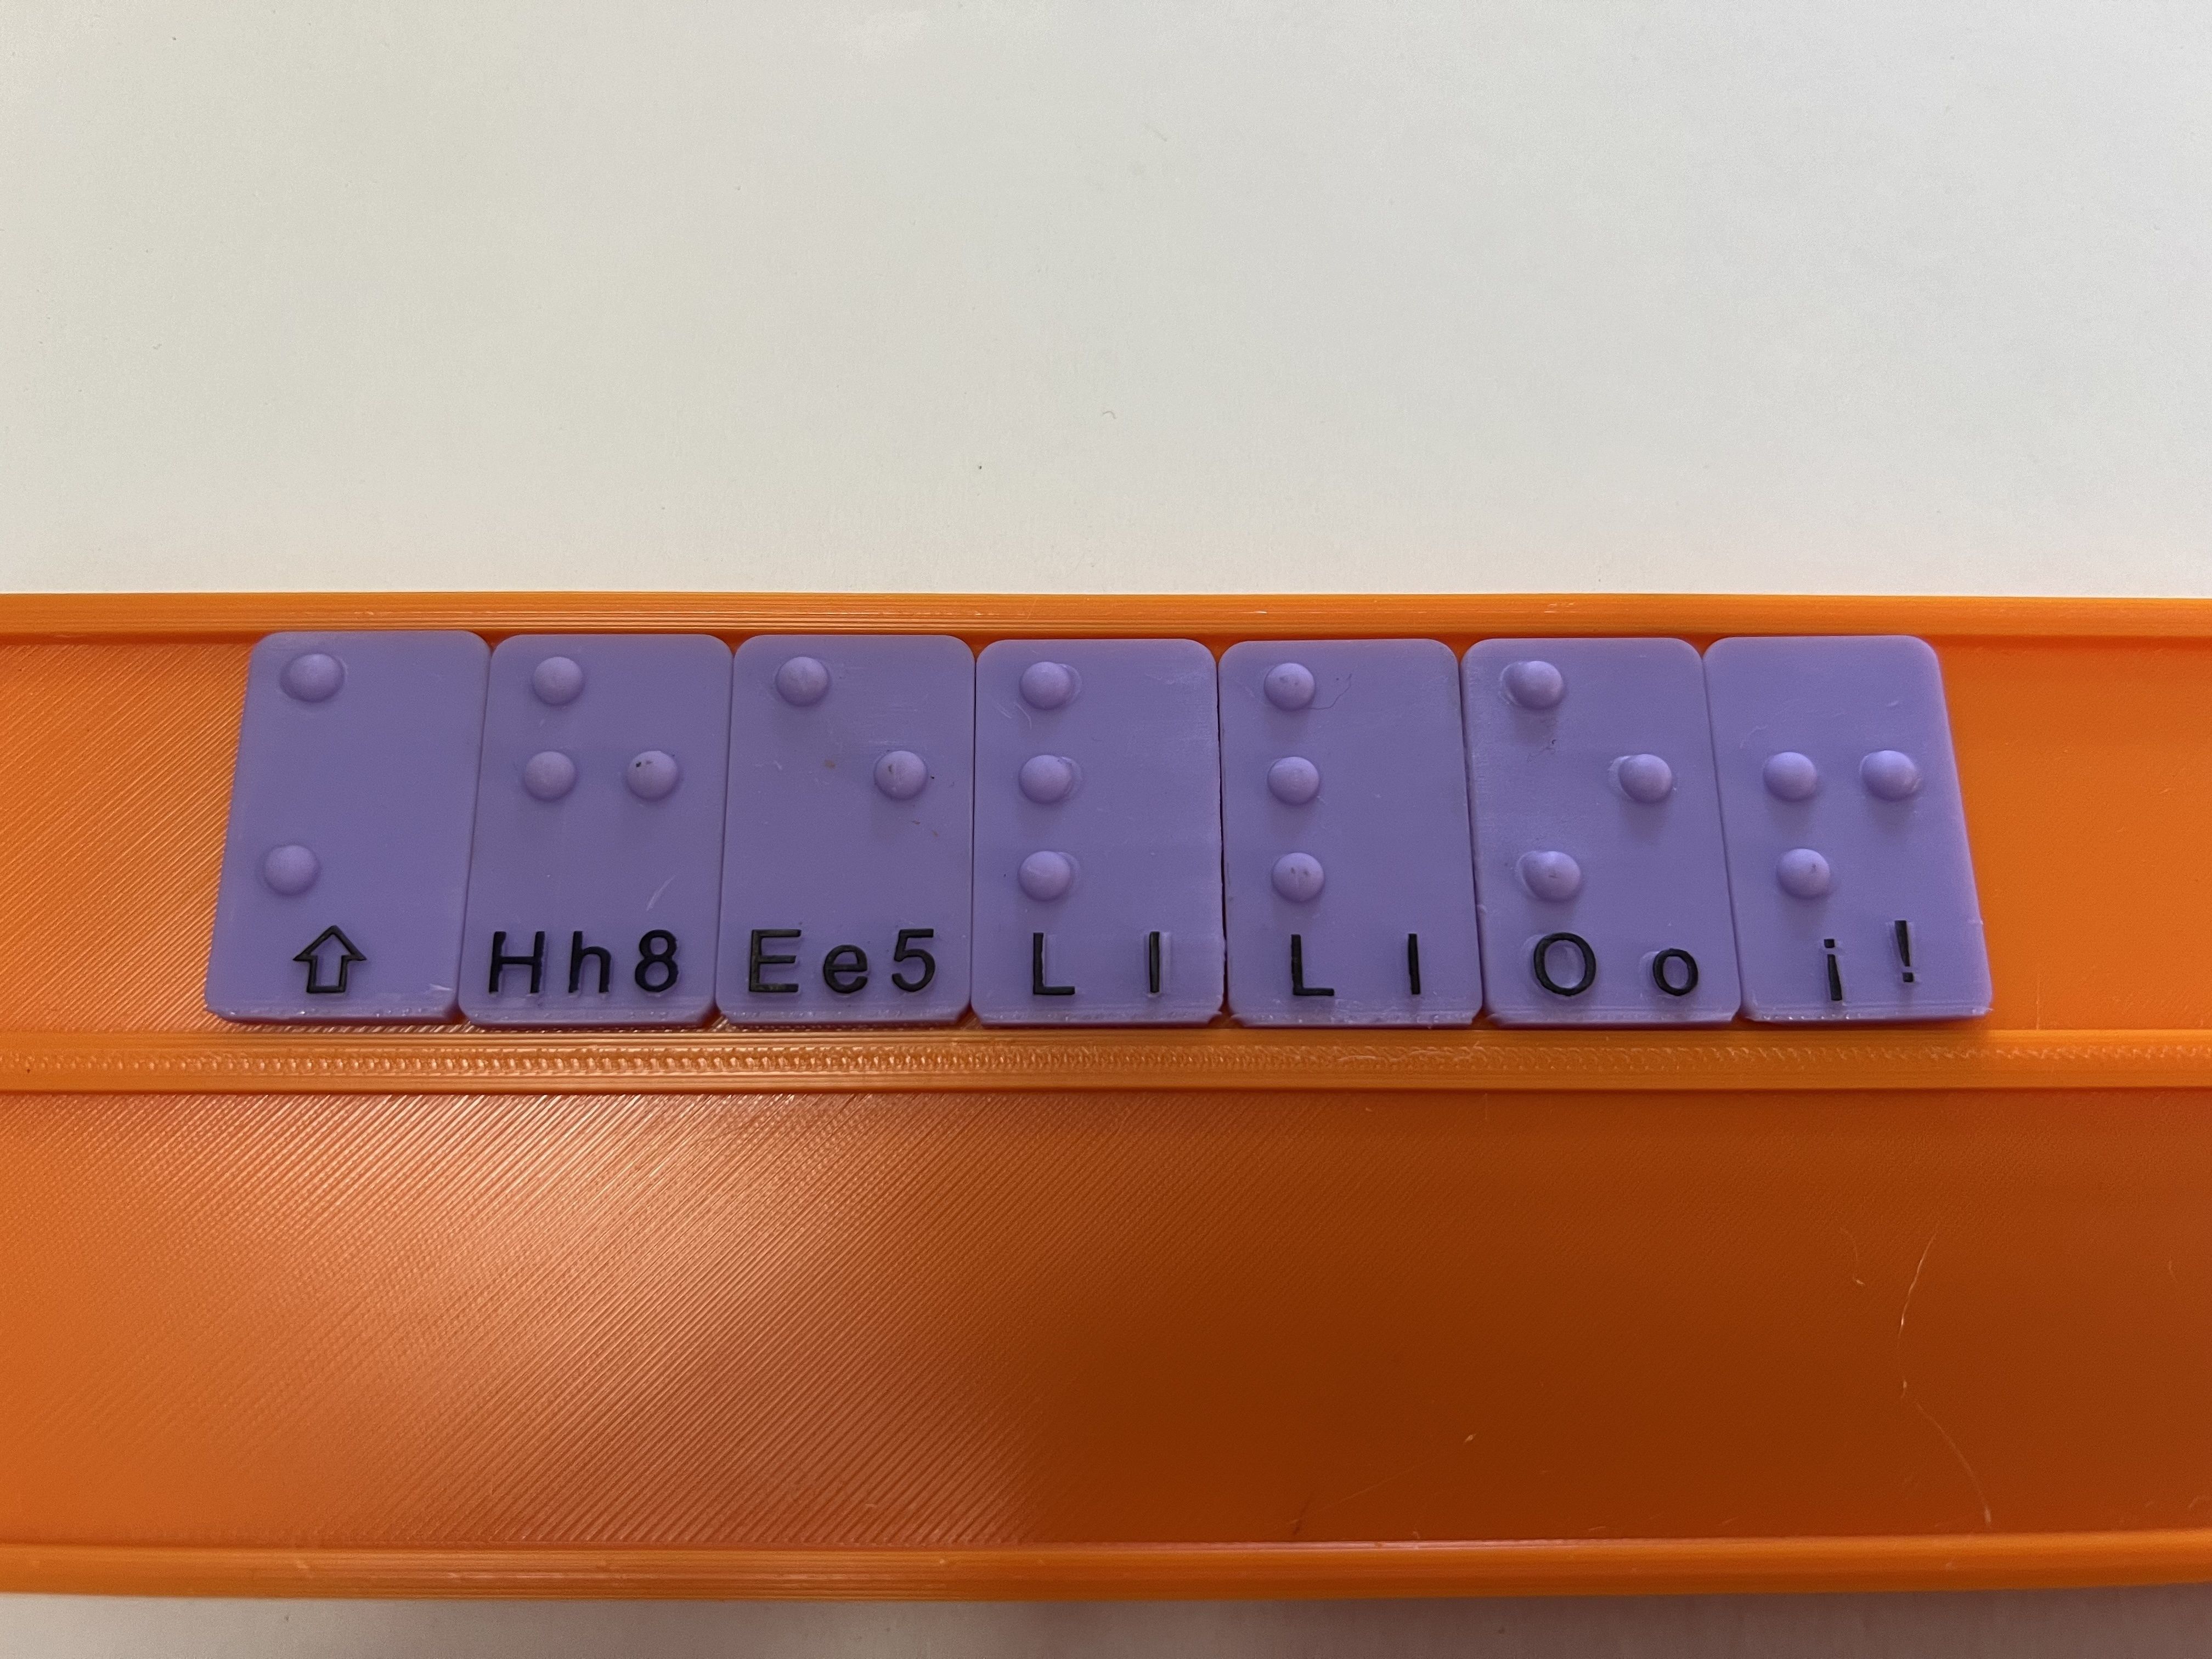 ⇧ Hh8 Ee5 L l L l O o ¡ !